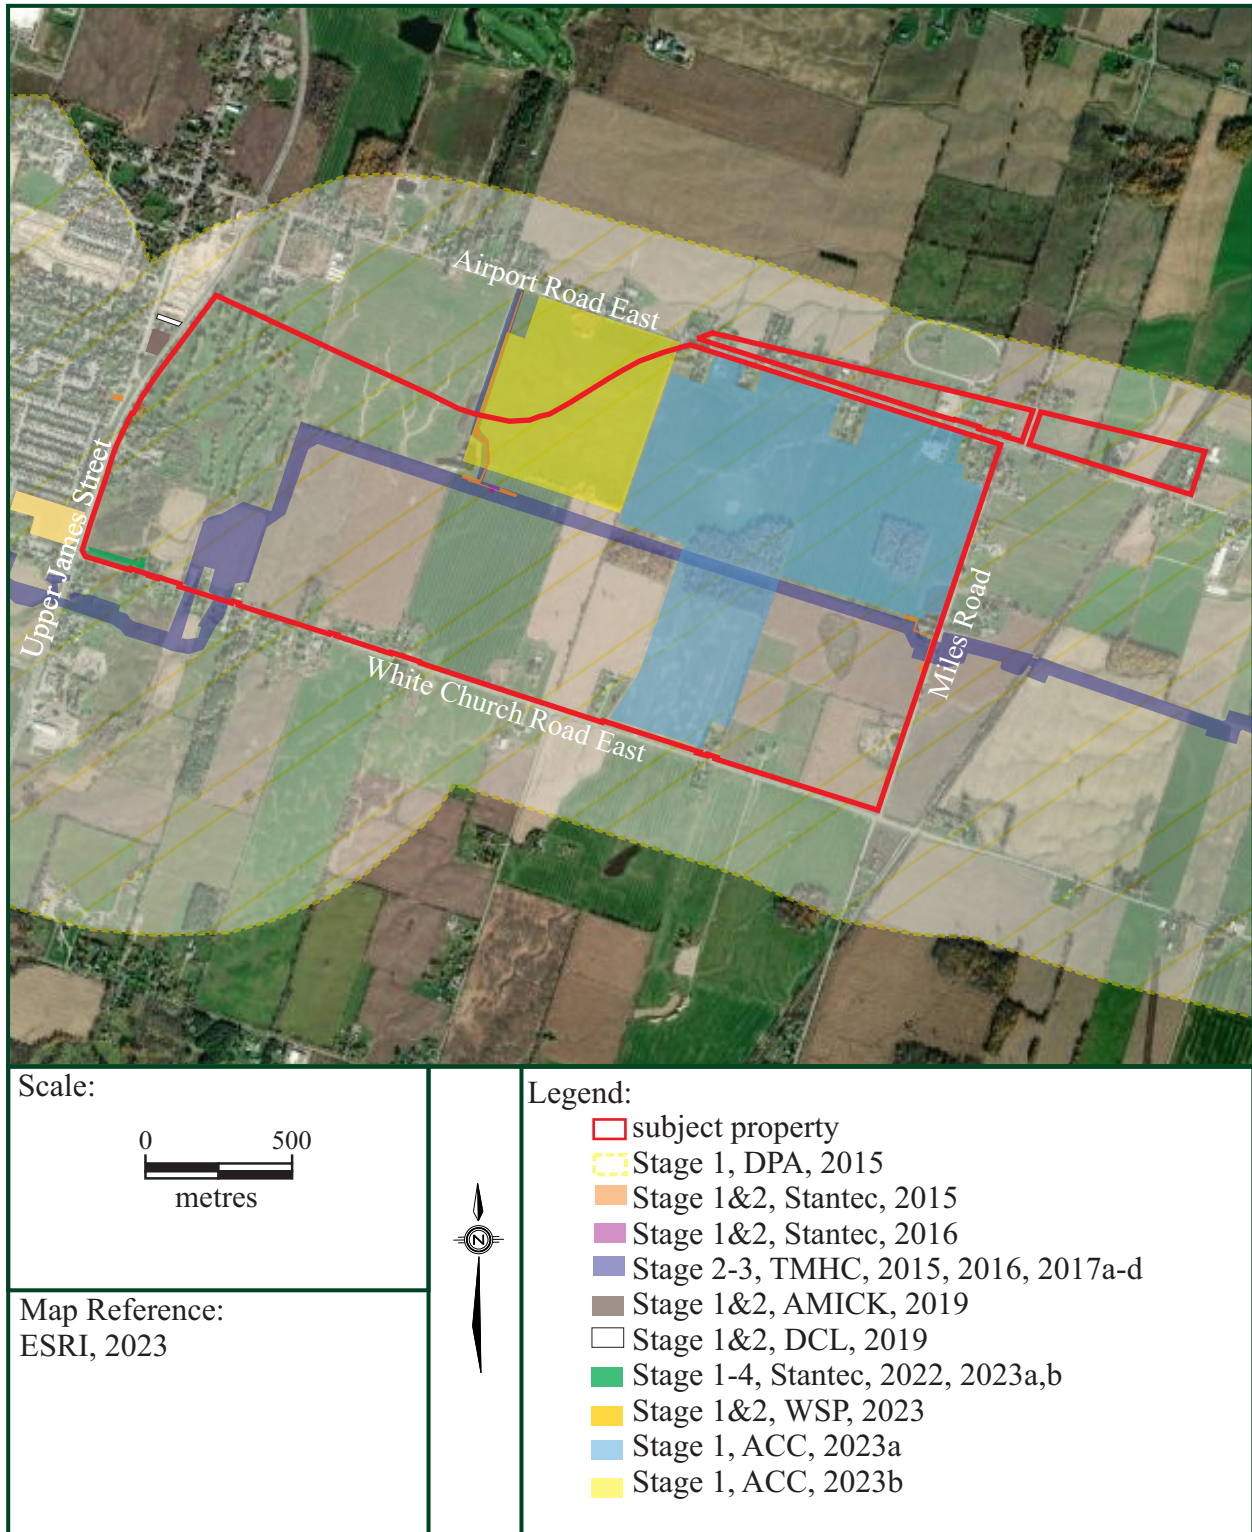 Airport Road East
Upper James Street
White Church Road East
Miles Road
Scale:
0 500
metres
Map Reference:
ESRI, 2023
N
Legend:
subject property
Stage 1, DPA, 2015
Stage 1&2, Stantec, 2015
Stage 1&2, Stantec, 2016
Stage 2-3, TMHC, 2015, 2016, 2017a-d
Stage 1&2, AMICK, 2019
Stage 1&2, DCL, 2019
Stage 1-4, Stantec, 2022, 2023a,b
Stage 1&2, WSP, 2023
Stage 1, ACC, 2023a
Stage 1, ACC, 2023b